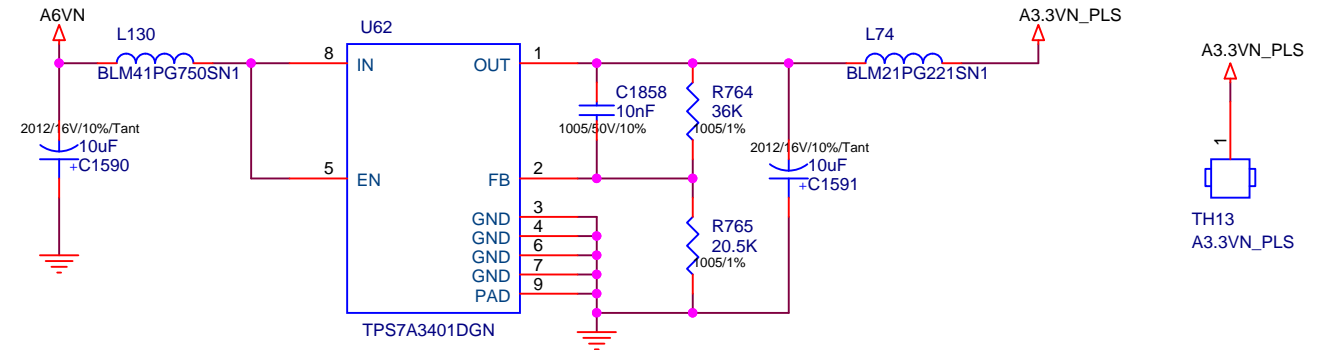 A6VN
L130
BLM41PG750SN1
2012/16V/10%/Tant
10uF
+C1590
U62
8
IN
5
EN
OUT
1
FB
2
GND
3
GND
4
GND
6
GND
7
PAD
9
TPS7A3401DGN
C1858
10nF
1005/50V/10%
R764
36K
1005/1%
R765
20.5K
1005/1%
2012/16V/10%/Tant
10uF
+C1591
L74
BLM21PG221SN1
A3.3VN_PLS
A3.3VN_PLS
1
TH13
A3.3VN_PLS